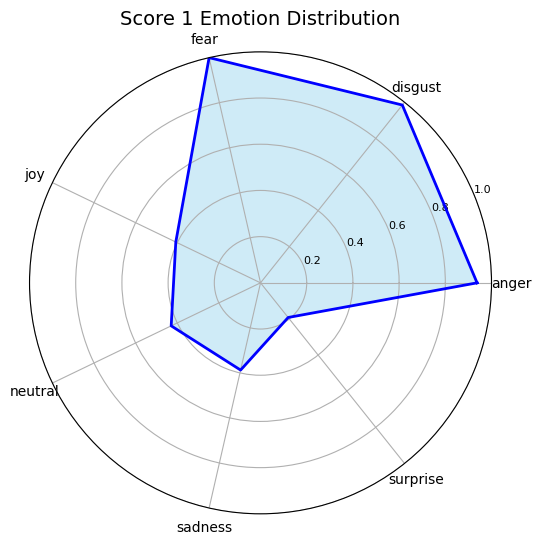 Score 1 Emotion Distribution
fear
disgust
joy
1.0
0.8
0.6
0.4
0.2
anger
neutral
surprise
sadness